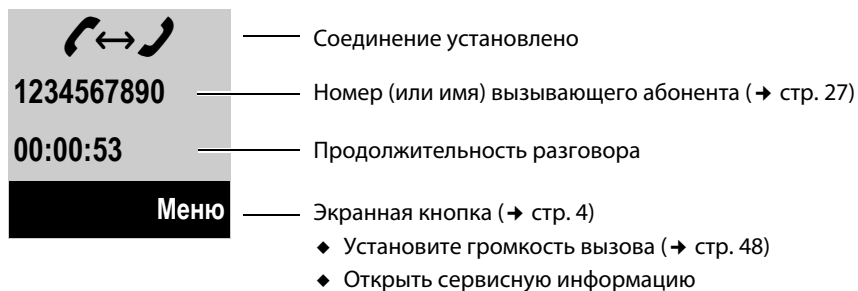 Соединение установлено
1234567890
Номер (или имя) вызывающего абонента (➔ стр. 27)
00:00:53
Продолжительность разговора
Меню
Экранная кнопка (➔ стр. 4)
◆ Установите громкость вызова (➔ стр. 48)
◆ Открыть сервисную информацию